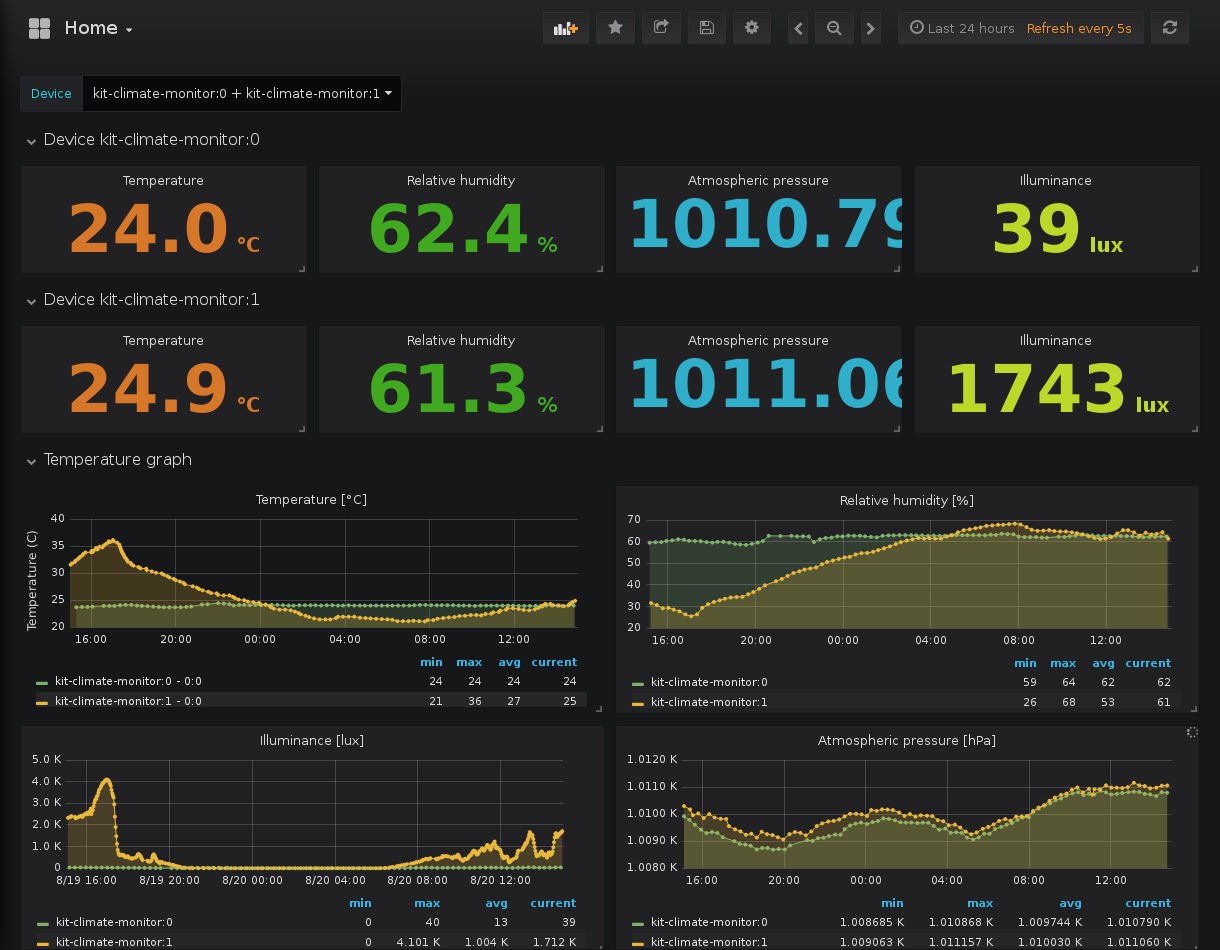 Home
Last 24 hours Refresh every 5s
Device kit-climate-monitor:0 + kit-climate-monitor:1
Device kit-climate-monitor:0
Temperature Relative humidity Atmospheric pressure Illuminance
24.0 °C 62.4 % 1010.79 39 lux
Device kit-climate-monitor:1
Temperature Relative humidity Atmospheric pressure Illuminance
24.9 °C 61.3 % 1011.06 1743 lux
Temperature graph
Temperature [°C]
Temperature (C)
40
35
30
25
20
16:00 20:00 00:00 04:00 08:00 12:00
min max avg current
kit-climate-monitor:0 - 0:0 24 24 24 24
kit-climate-monitor:1 - 0:0 21 36 27 25
Relative humidity [%]
70
60
50
40
30
20
16:00 20:00 00:00 04:00 08:00 12:00
min max avg current
kit-climate-monitor:0 59 64 62 62
kit-climate-monitor:1 26 68 53 61
Illuminance [lux]
5.0 K
4.0 K
3.0 K
2.0 K
1.0 K
0
8/19 16:00 8/19 20:00 8/20 00:00 8/20 04:00 8/20 08:00 8/20 12:00
min max avg current
kit-climate-monitor:0 0 40 13 39
kit-climate-monitor:1 0 4.101 K 1.004 K 1.712 K
Atmospheric pressure [hPa]
1.0120 K
1.0110 K
1.0100 K
1.0090 K
1.0080 K
16:00 20:00 00:00 04:00 08:00 12:00
min max avg current
kit-climate-monitor:0 1.008685 K 1.010868 K 1.009744 K 1.010790 K
kit-climate-monitor:1 1.009063 K 1.011157 K 1.010030 K 1.011060 K